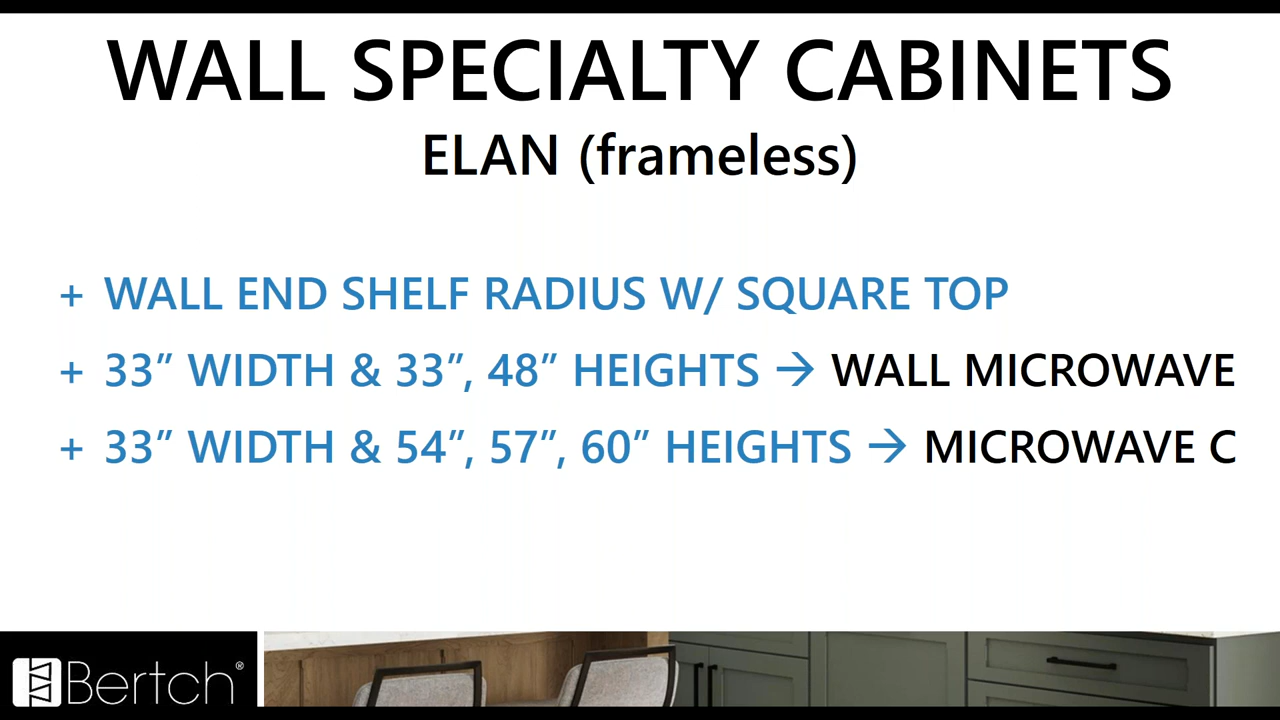 WALL SPECIALTY CABINETS
ELAN (frameless)
+ WALL END SHELF RADIUS W/ SQUARE TOP
+ 33” WIDTH & 33”, 48” HEIGHTS → WALL MICROWAVE
+ 33” WIDTH & 54”, 57”, 60” HEIGHTS → MICROWAVE C
Bertch®